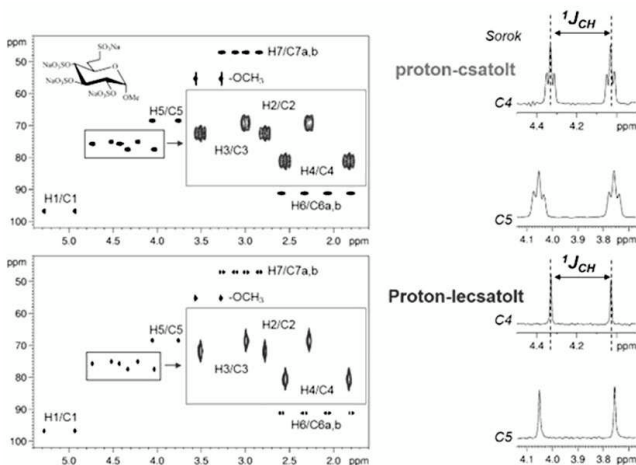 ppm
40
50
60
70
80
90
100
SO₃Na
NaO₃SO
NaO₃SO
NaO₃SO
OSO₃Na
OMe
O
H7/C7a,b
-OCH₃
H5/C5
H2/C2
H3/C3
H4/C4
H1/C1
H6/C6a,b
5.0 4.5 4.0 3.5 3.0 2.5 2.0 ppm
ppm
50
60
70
80
90
100
H7/C7a,b
-OCH₃
H5/C5
H2/C2
H3/C3
H4/C4
H1/C1
H6/C6a,b
5.0 4.5 4.0 3.5 3.0 2.5 2.0 ppm
Sorok
¹J_CH
proton-csatolt
C4
4.4 4.2 ppm
C5
4.1 4.0 3.9 3.8 ppm
Proton-lecsatolt
¹J_CH
C4
4.4 4.2 ppm
C5
4.1 4.0 3.9 3.8 ppm